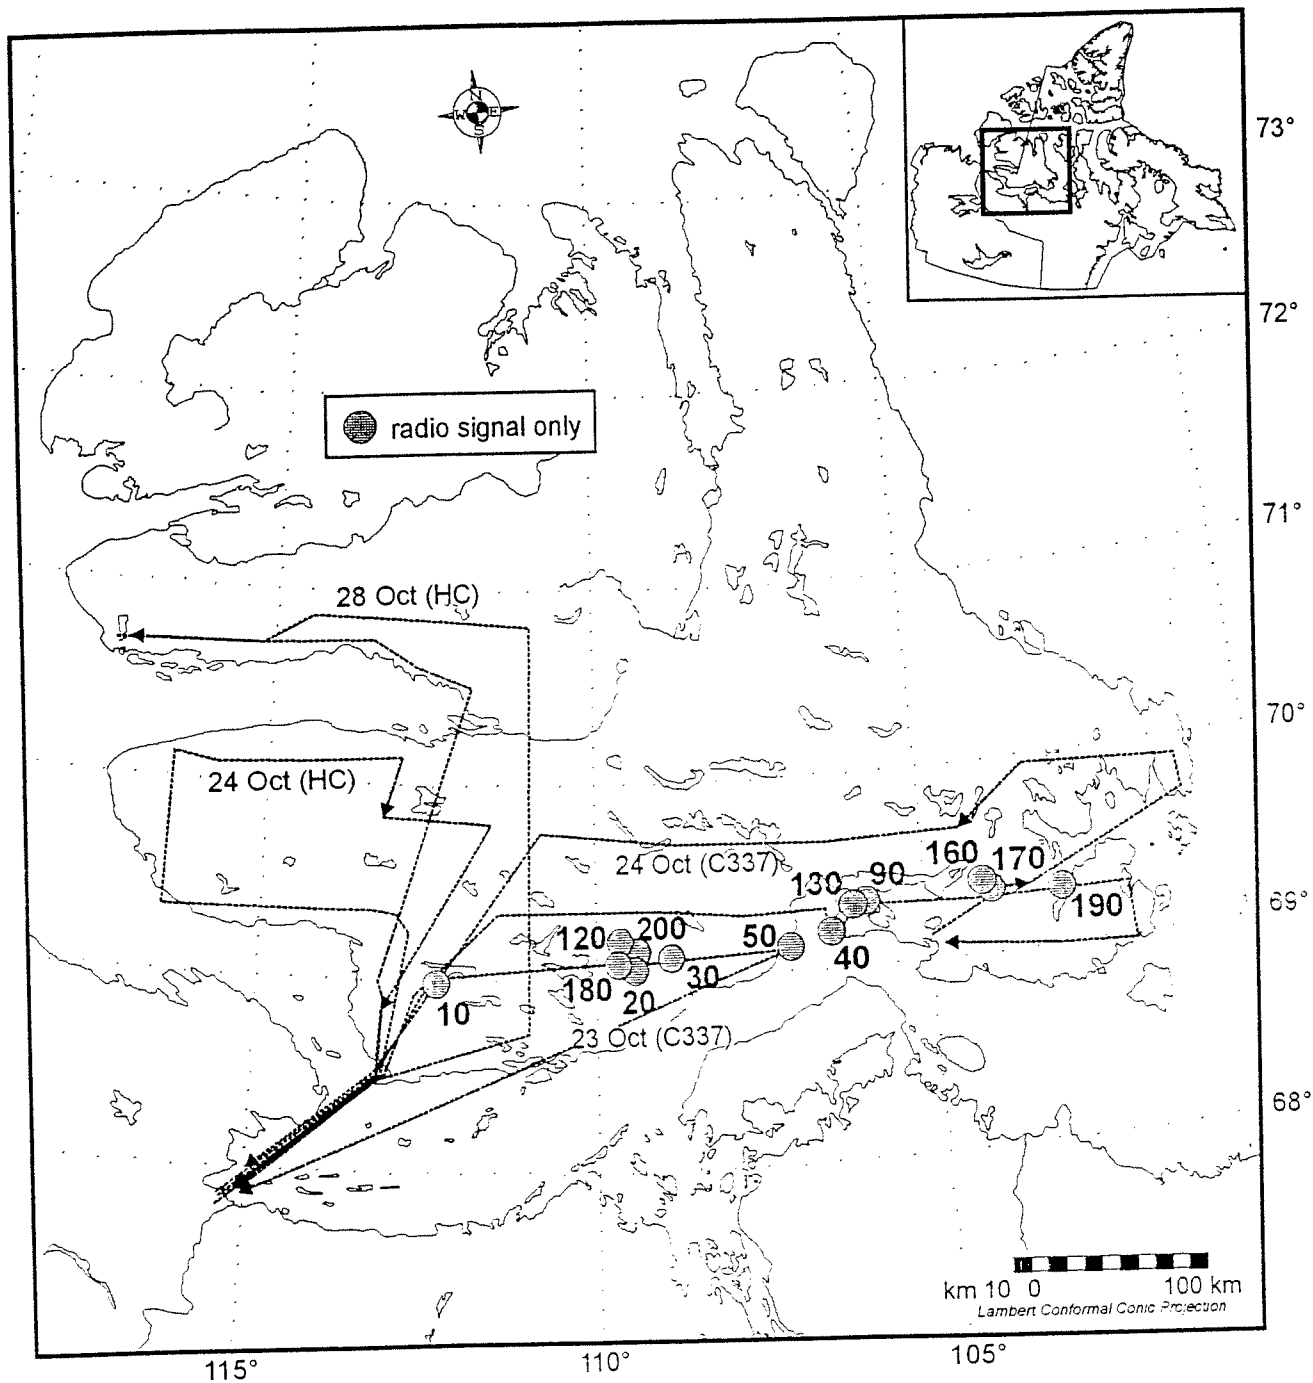 N
W E
S
73°
72°
radio signal only
71°
28 Oct (HC)
70°
24 Oct (HC)
24 Oct (C337)
160 170
130 90
190
69°
120 200
50
40
180 20 30
10
23 Oct (C337)
68°
km 10 0 100 km
Lambert Conformal Conic Projection
115° 110° 105°